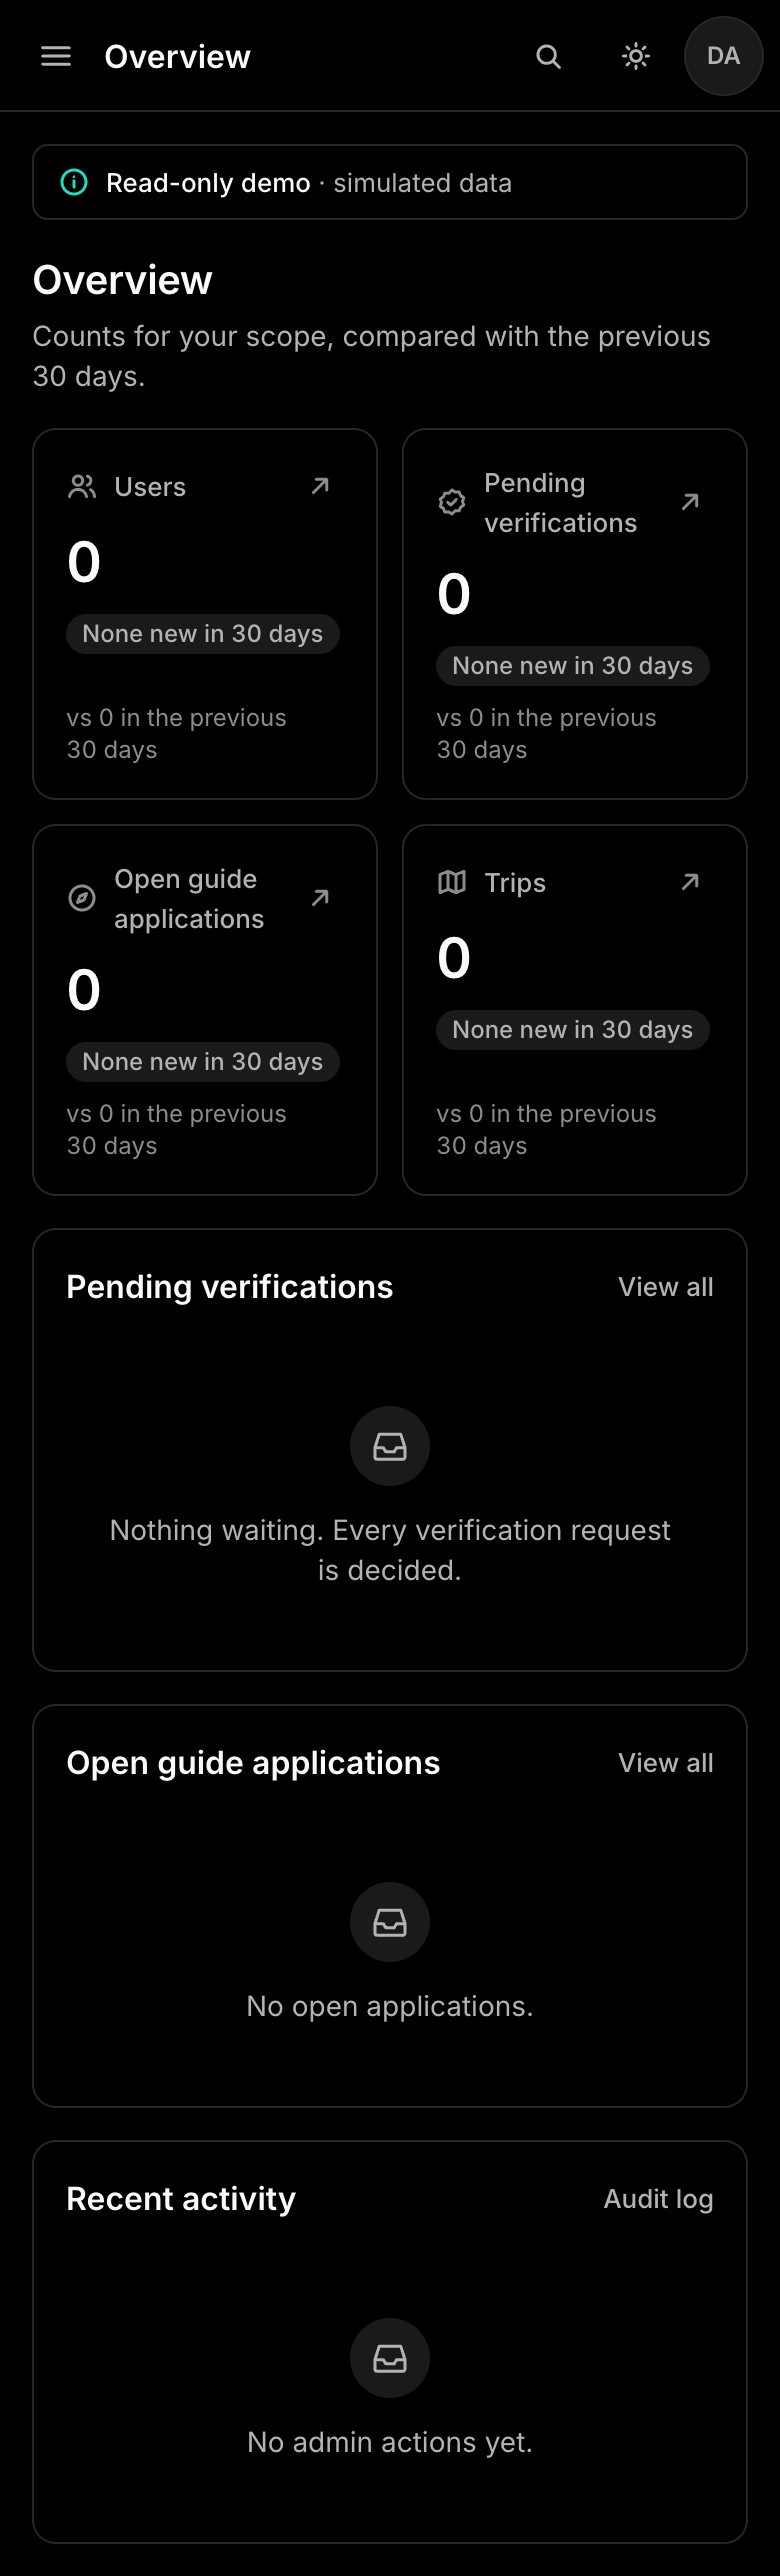 Overview
DA
Read-only demo · simulated data
Overview
Counts for your scope, compared with the previous
30 days.
Users
0
None new in 30 days
vs 0 in the previous
30 days
Pending
verifications
0
None new in 30 days
vs 0 in the previous
30 days
Open guide
applications
0
None new in 30 days
vs 0 in the previous
30 days
Trips
0
None new in 30 days
vs 0 in the previous
30 days
Pending verifications
View all
Nothing waiting. Every verification request
is decided.
Open guide applications
View all
No open applications.
Recent activity
Audit log
No admin actions yet.